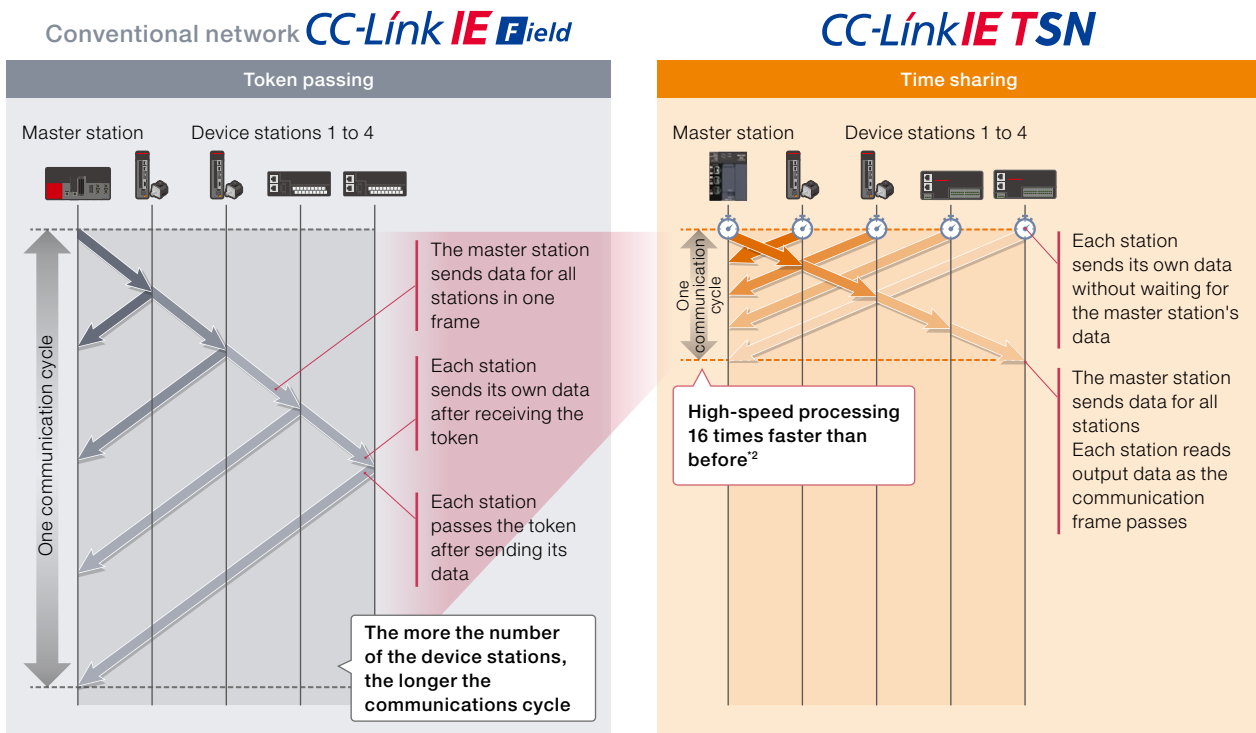 Conventional network CC-Link IE Field
Token passing
Master station
Device stations 1 to 4
One communication cycle
The master station
sends data for all
stations in one
frame
Each station
sends its own data
after receiving the
token
Each station
passes the token
after sending its
data
The more the number
of the device stations,
the longer the
communications cycle
CC-Link IE TSN
Time sharing
Master station
Device stations 1 to 4
One
communication
cycle
Each station
sends its own data
without waiting for
the master station's
data
The master station
sends data for all
stations
Each station reads
output data as the
communication
frame passes
High-speed processing
16 times faster than
before*2